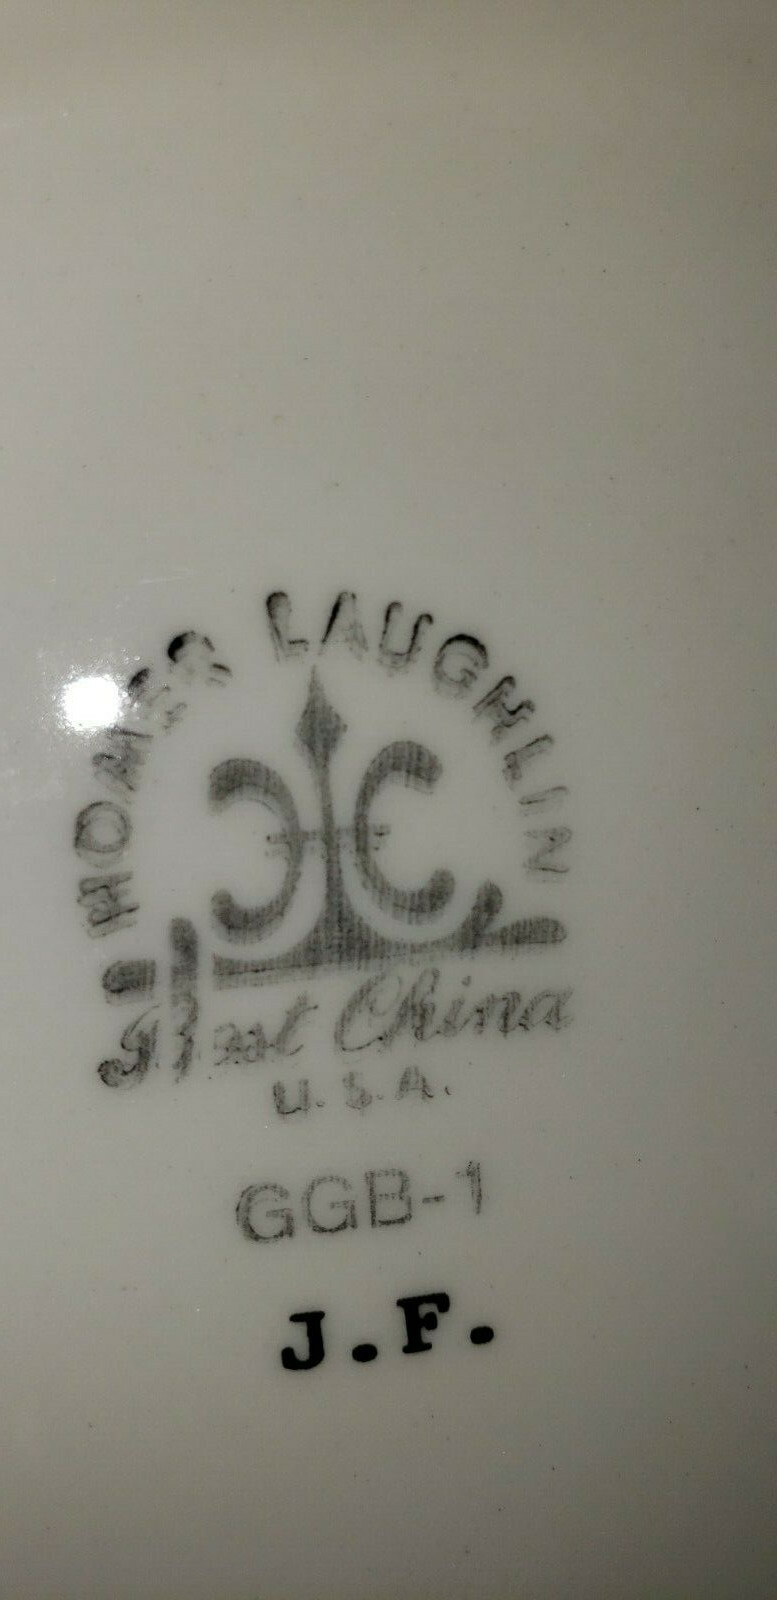 HOMER LAUGHLIN
Best China
U.S.A.
GGB-1
J.F.